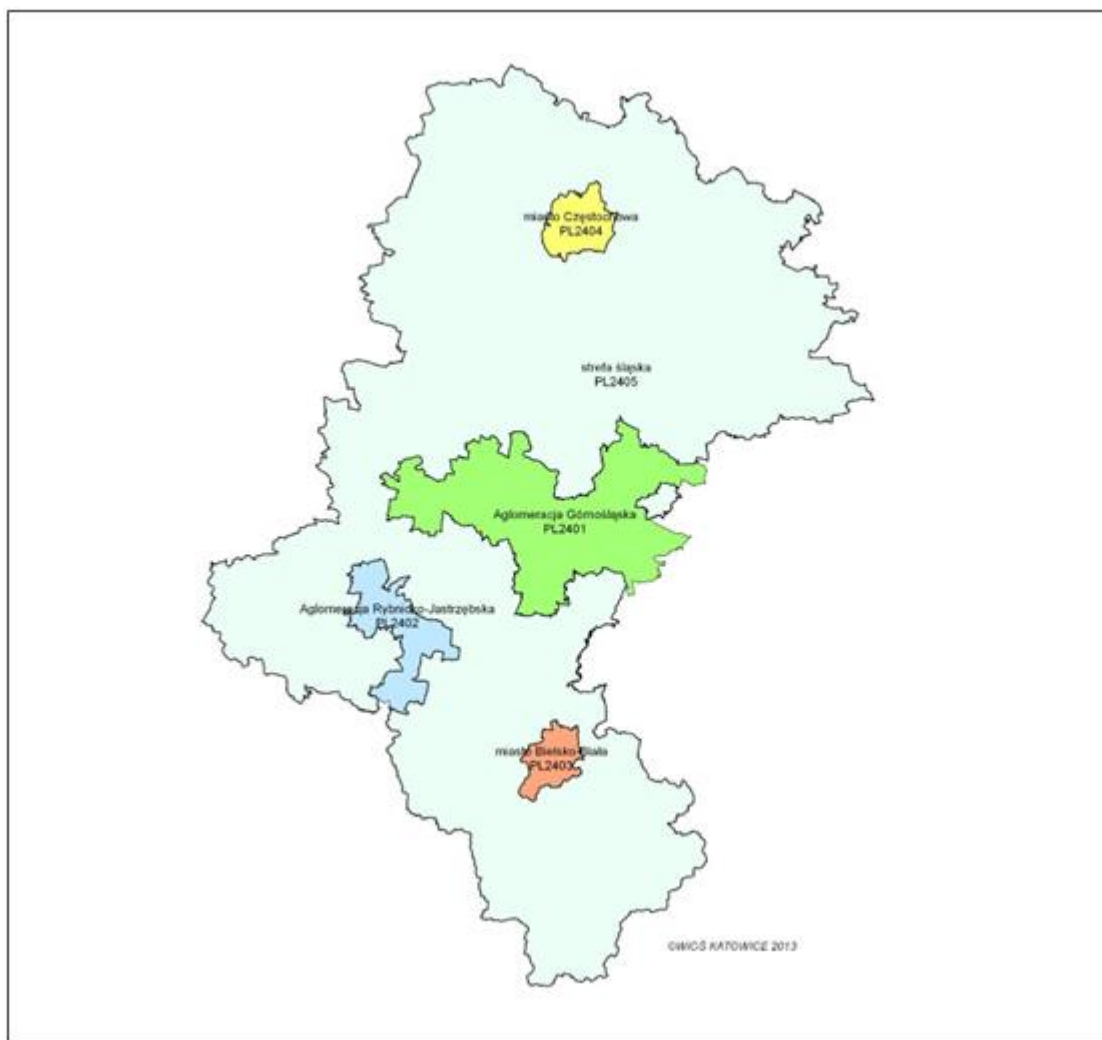 miasto Częstochowa
PL2404
strefa śląska
PL2405
Aglomeracja Górnośląska
PL2401
Aglomeracja Rybnicko-Jastrzębska
PL2402
miasto Bielsko-Biała
PL2403
©WIOŚ KATOWICE 2013